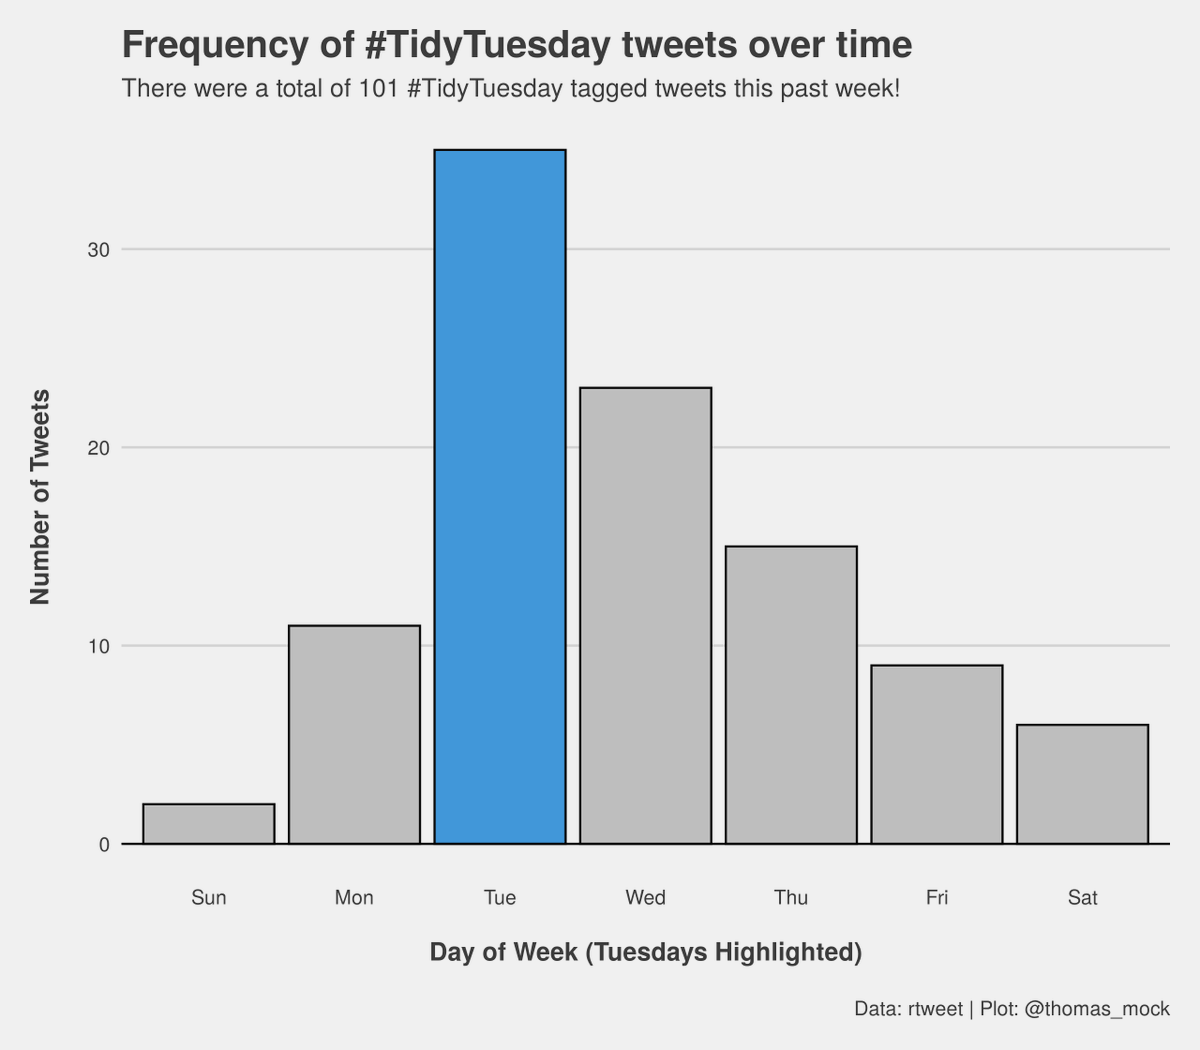 Frequency of #TidyTuesday tweets over time
There were a total of 101 #TidyTuesday tagged tweets this past week!
30
20
10
0
Number of Tweets
Sun Mon Tue Wed Thu Fri Sat
Day of Week (Tuesdays Highlighted)
Data: rtweet | Plot: @thomas_mock